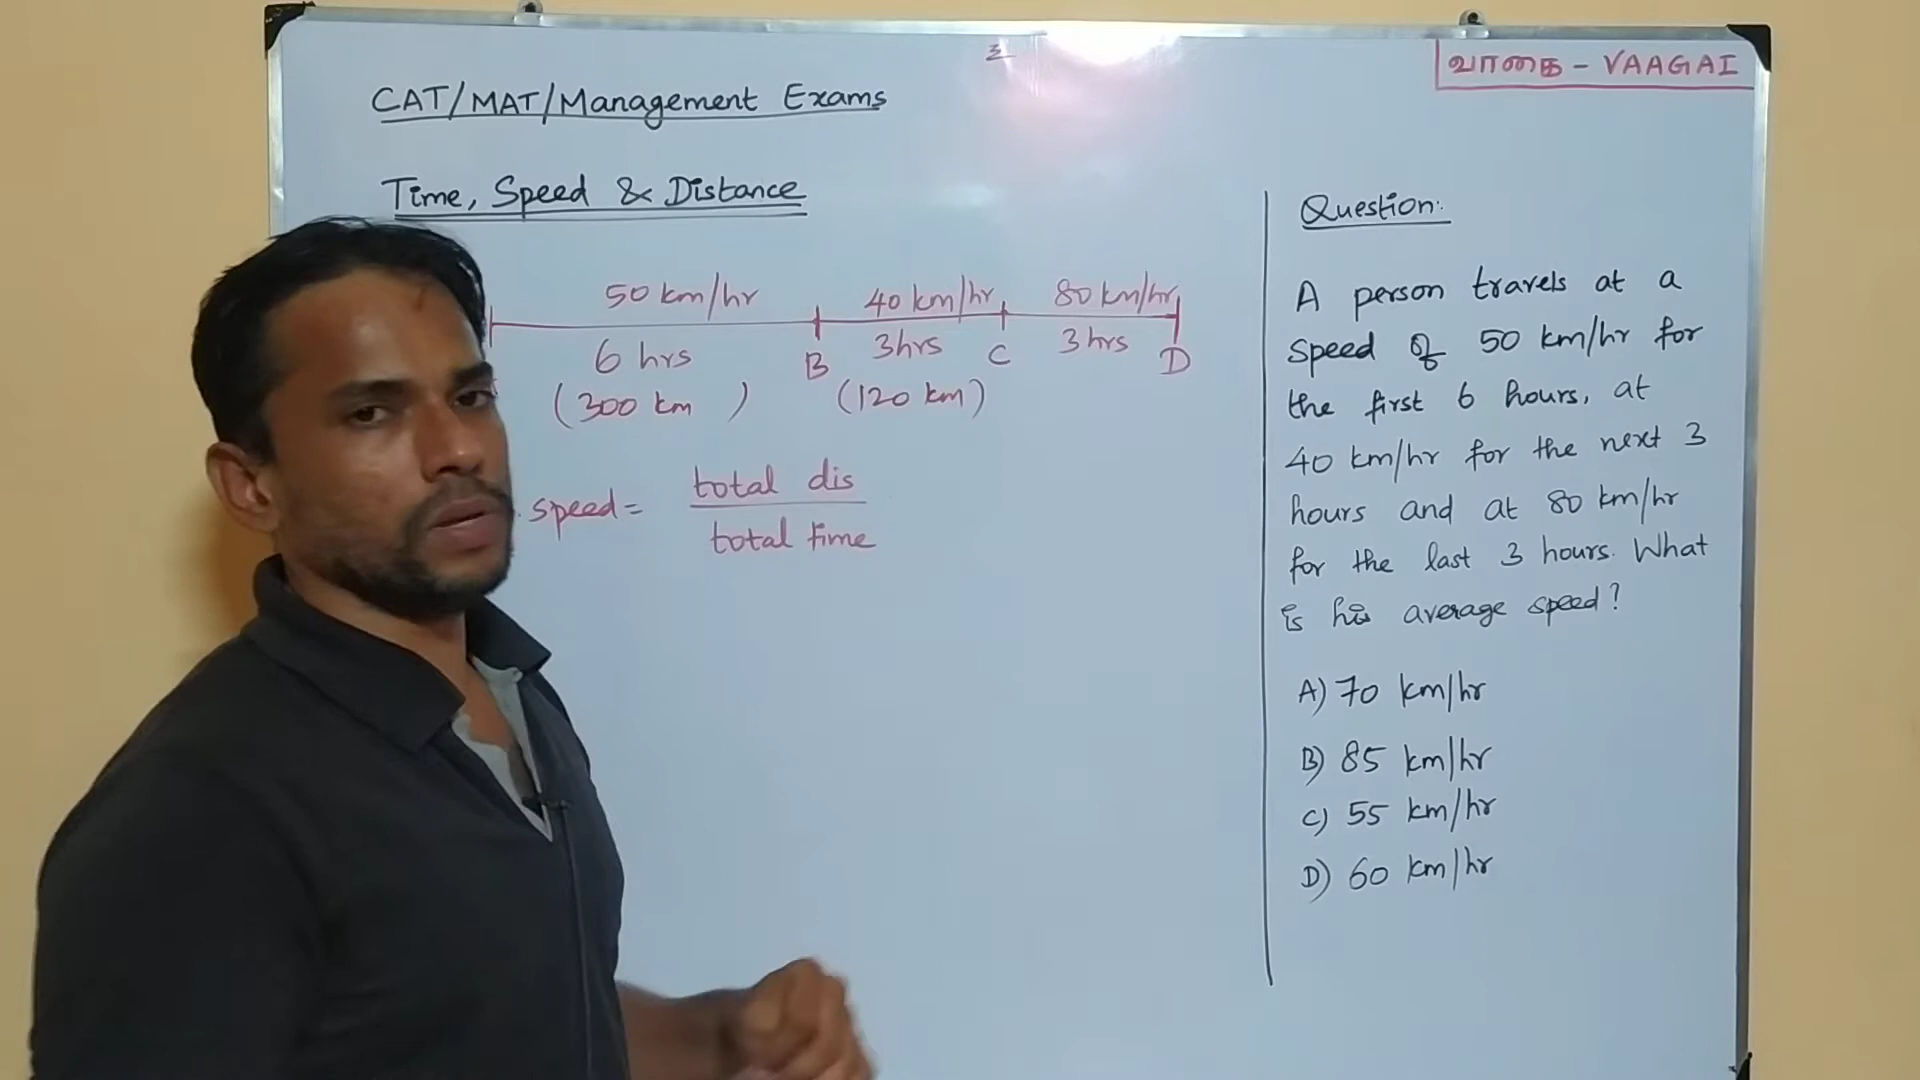 வாகை - VAAGAI
CAT/MAT/Management Exams
Time, Speed & Distance
50 km/hr 40 km/hr 80 km/hr
6 hrs B 3hrs C 3 hrs D
(300 km ) (120 km)
speed = total dis
total time
Question:
A person travels at a
speed of 50 km/hr for
the first 6 hours, at
40 km/hr for the next 3
hours and at 80 km/hr
for the last 3 hours. What
is his average speed?
A) 70 km/hr
B) 85 km/hr
C) 55 km/hr
D) 60 km/hr